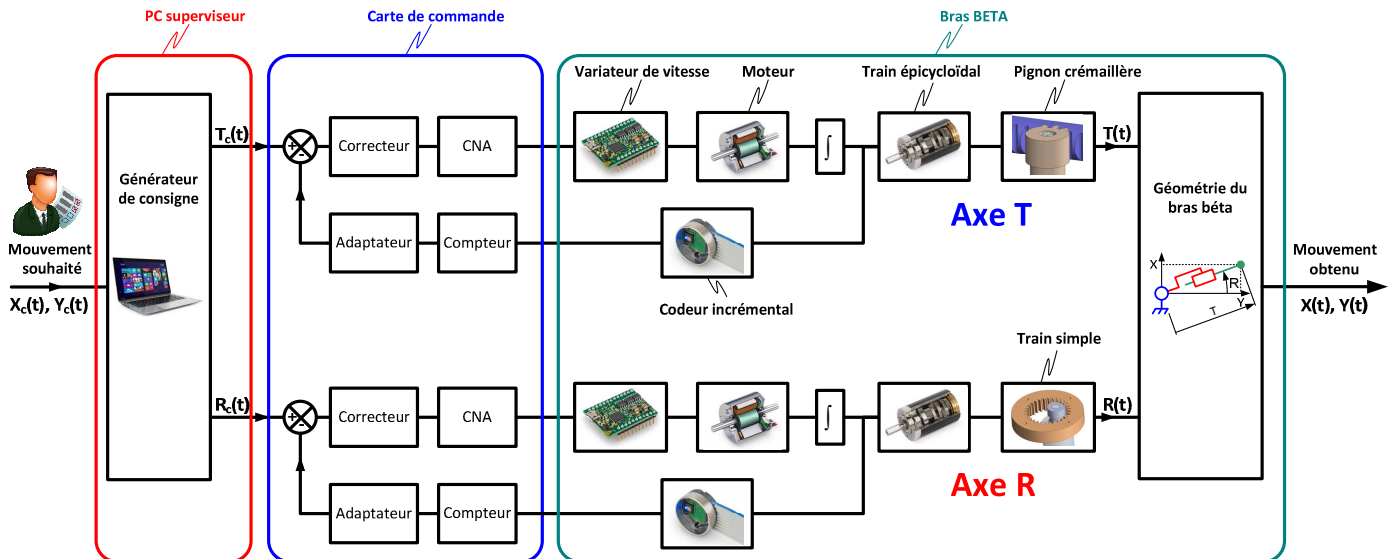 PC superviseur
Carte de commande
Bras BETA
Variateur de vitesse
Moteur
Train épicycloïdal
Pignon crémaillère
Tc(t)
Correcteur
CNA
∫
T(t)
Générateur
de consigne
Géométrie du
bras béta
Axe T
Adaptateur
Compteur
Mouvement
souhaité
Xc(t), Yc(t)
Codeur incrémental
X
R
Y
T
Mouvement
obtenu
X(t), Y(t)
Train simple
Rc(t)
Correcteur
CNA
∫
R(t)
Axe R
Adaptateur
Compteur